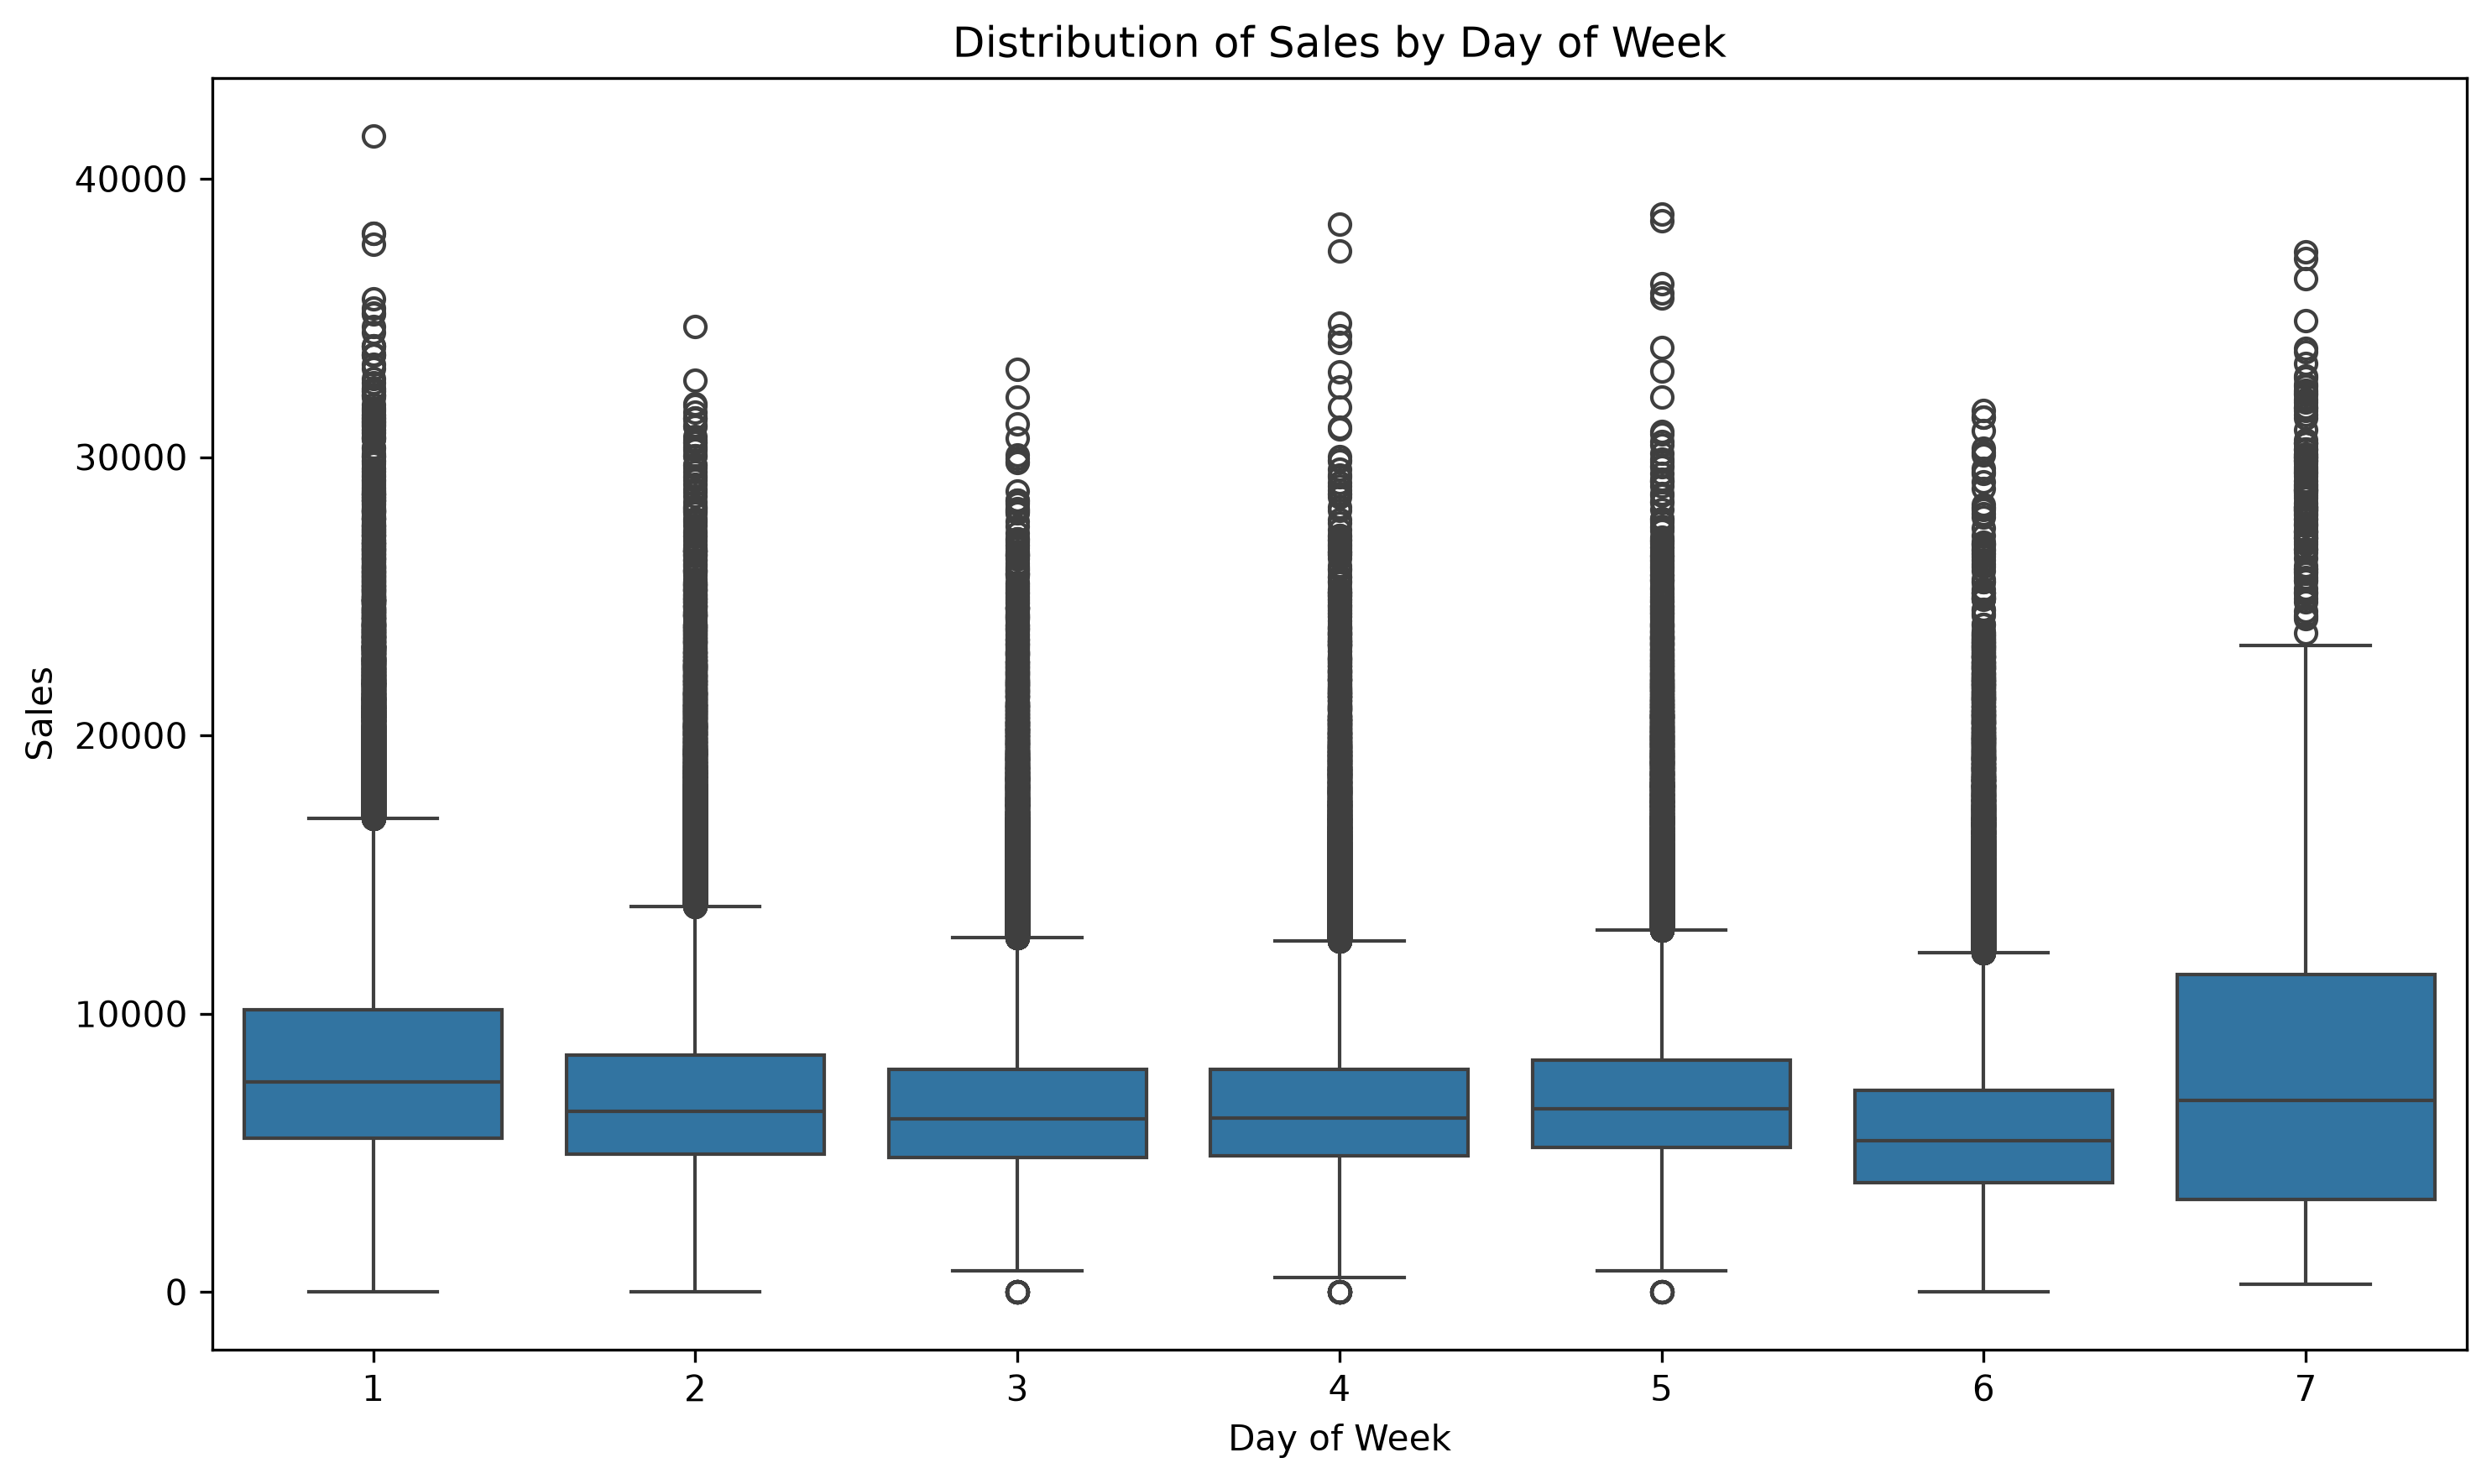 Distribution of Sales by Day of Week
Sales
40000
30000
20000
10000
0
1 2 3 4 5 6 7
Day of Week